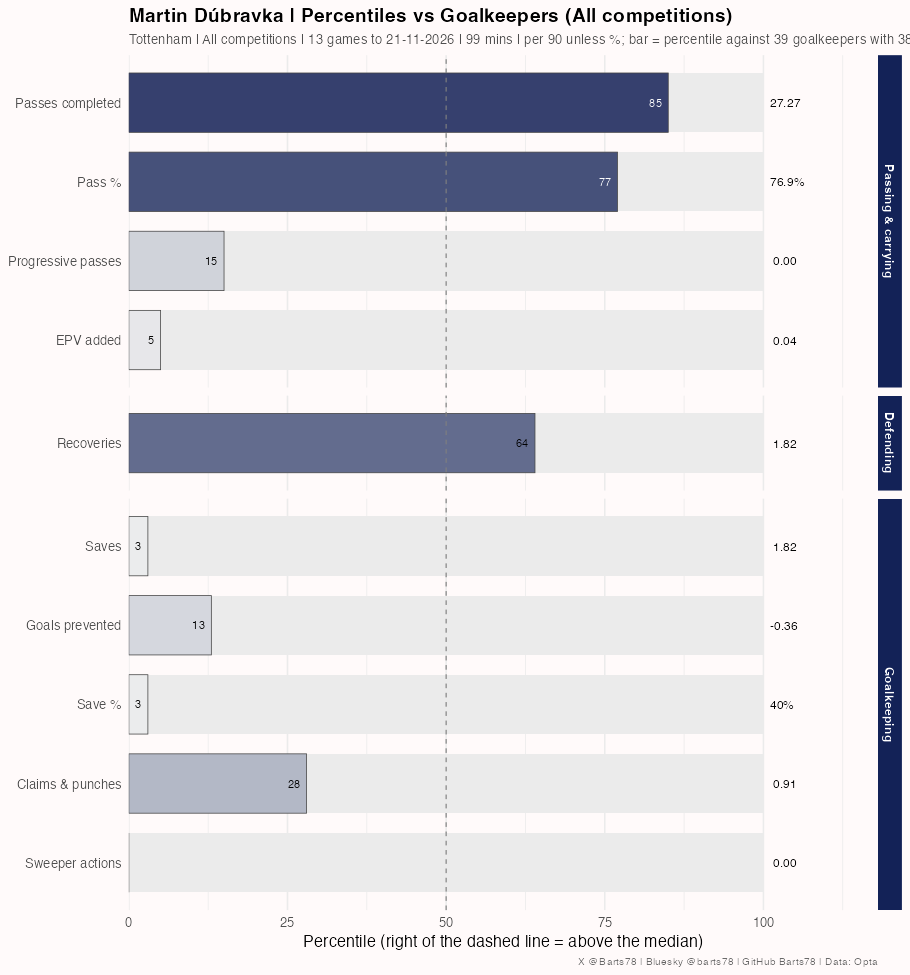 Martin Dúbravka | Percentiles vs Goalkeepers (All competitions)
Tottenham | All competitions | 13 games to 21-11-2026 | 99 mins | per 90 unless %; bar = percentile against 39 goalkeepers with 38
Passes completed 85 27.27
Pass % 77 76.9%
Progressive passes 15 0.00
EPV added 5 0.04
Passing & carrying
Recoveries 64 1.82
Defending
Saves 3 1.82
Goals prevented 13 -0.36
Save % 3 40%
Claims & punches 28 0.91
Sweeper actions 0.00
Goalkeeping
0 25 50 75 100
Percentile (right of the dashed line = above the median)
X @Barts78 | Bluesky @barts78 | GitHub Barts78 | Data: Opta